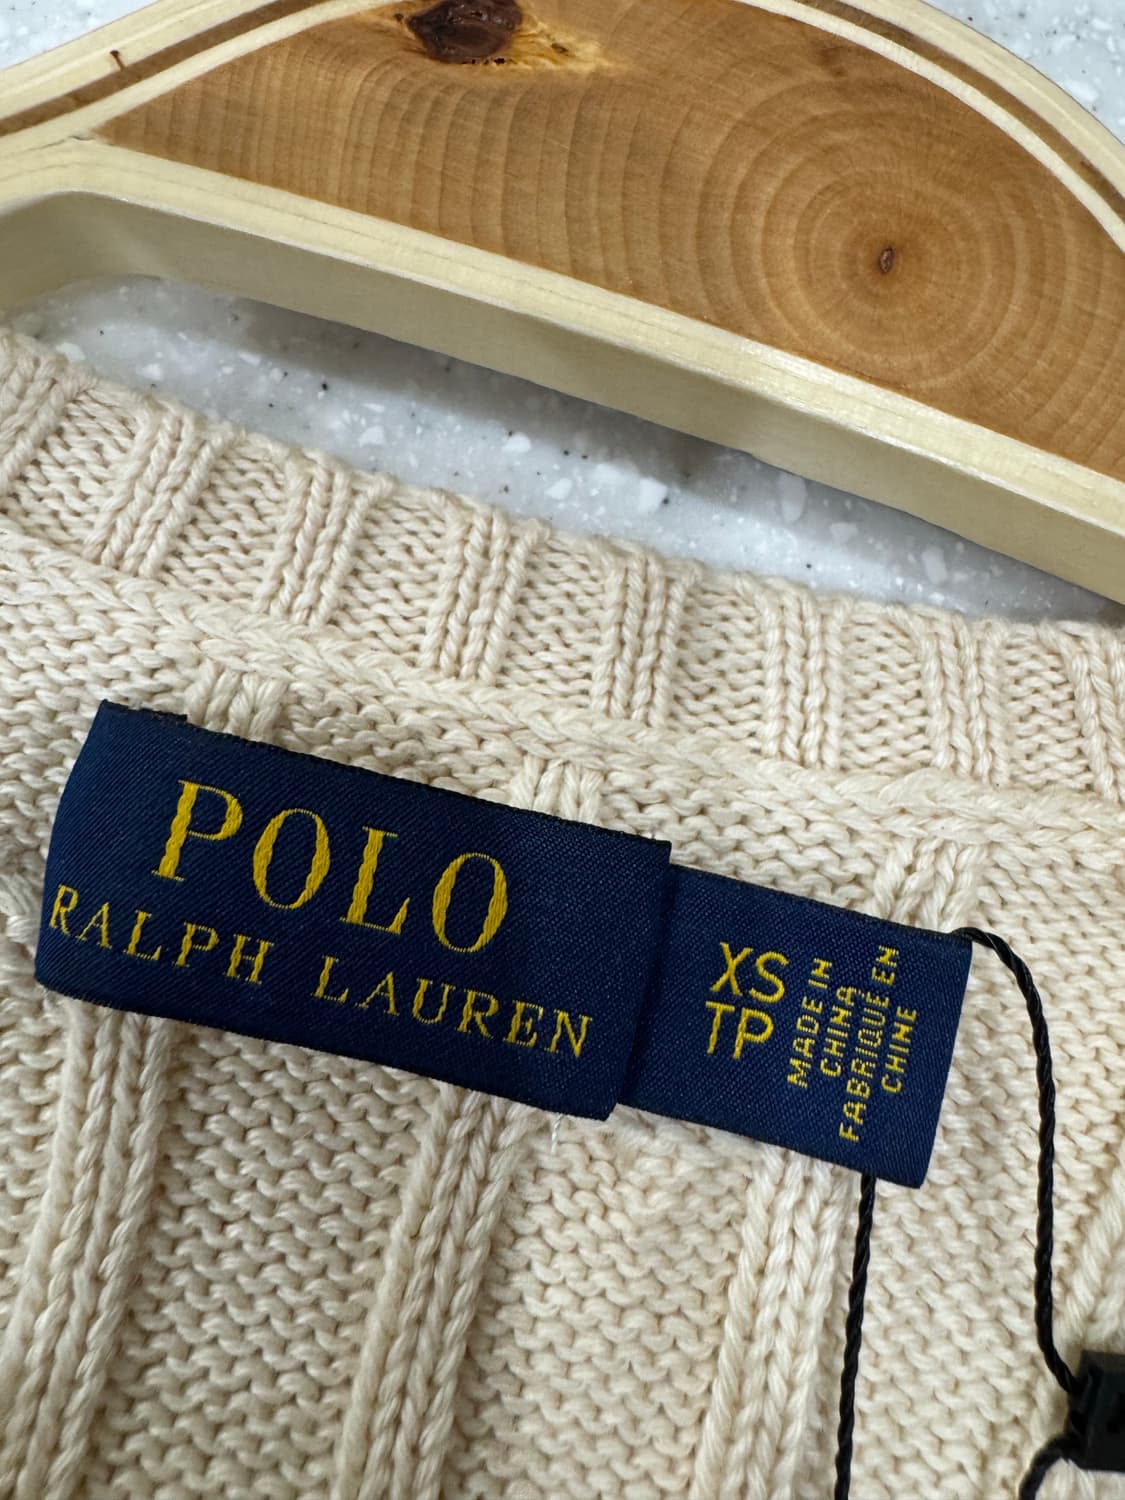 POLO
RALPH LAUREN
XS
TP
MADE IN
CHINA
FABRIQUÉ EN
CHINE